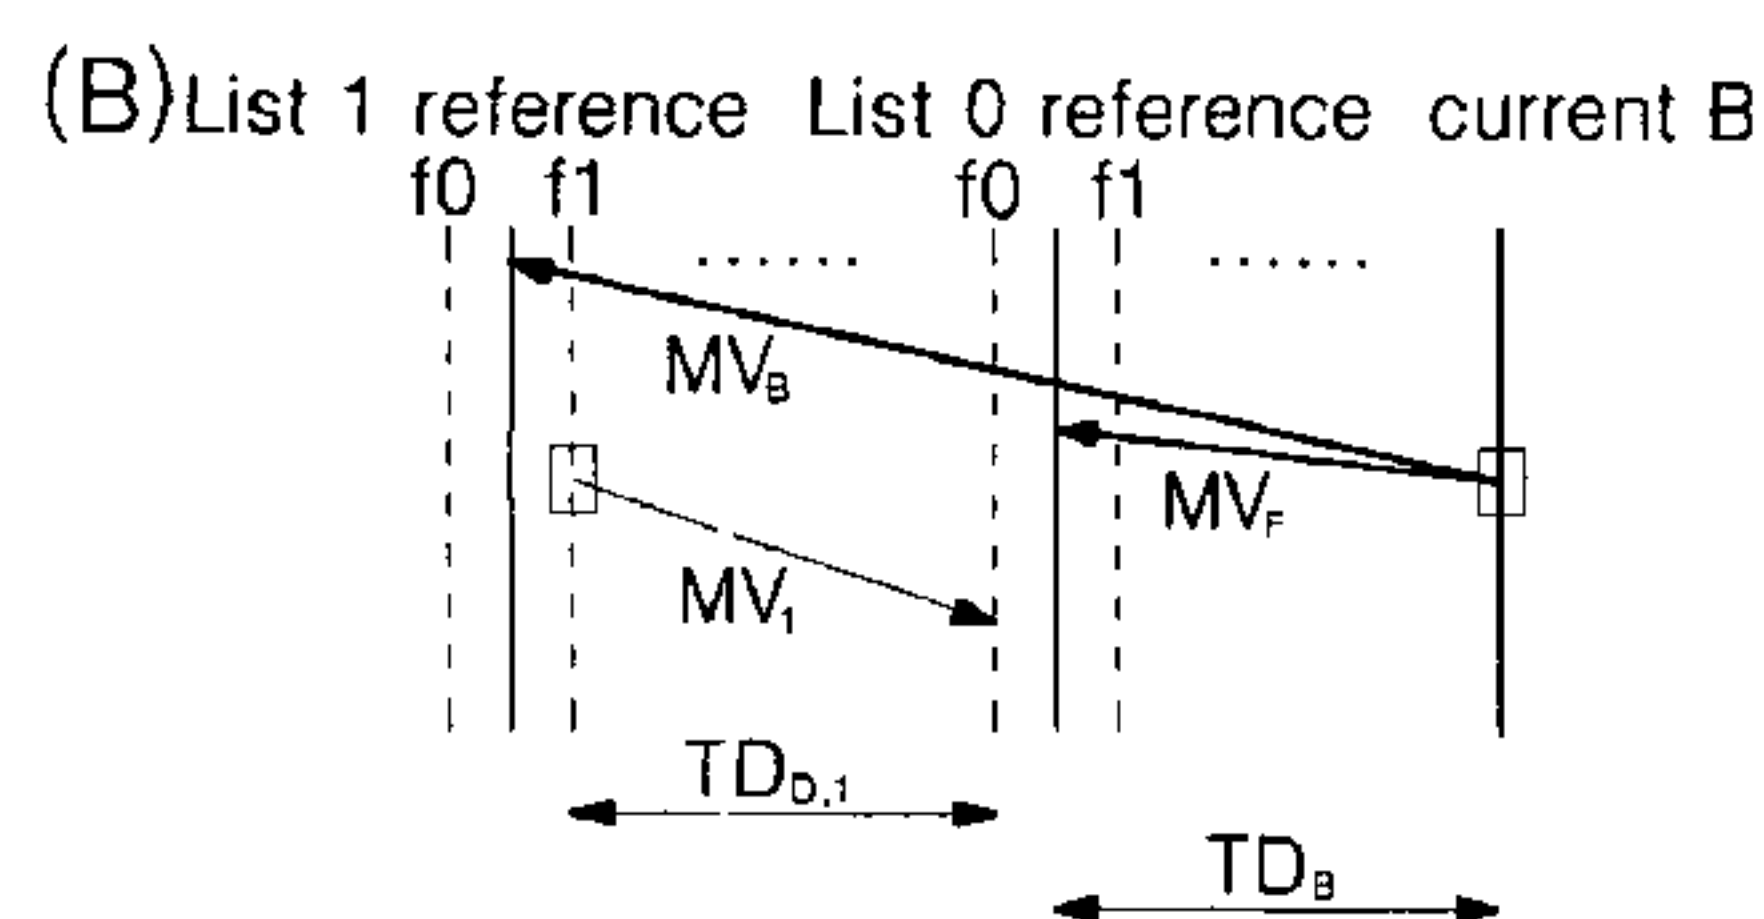 (B) List 1 reference List 0 reference current B
f0 f1 f0 f1
......
......
MV_B
MV_F
MV_1
TD_D,1
TD_B